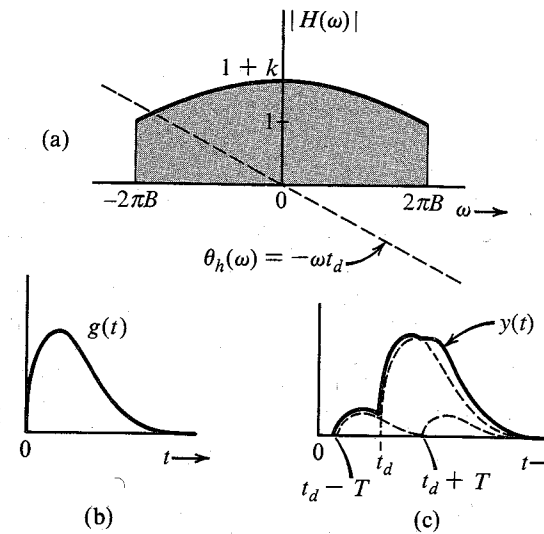 |H(ω)|
1 + k
1
(a)
−2πB
0
2πB
ω
θ_h(ω) = −ωt_d
g(t)
0
t
(b)
y(t)
0
t_d
t
t_d − T
t_d + T
(c)